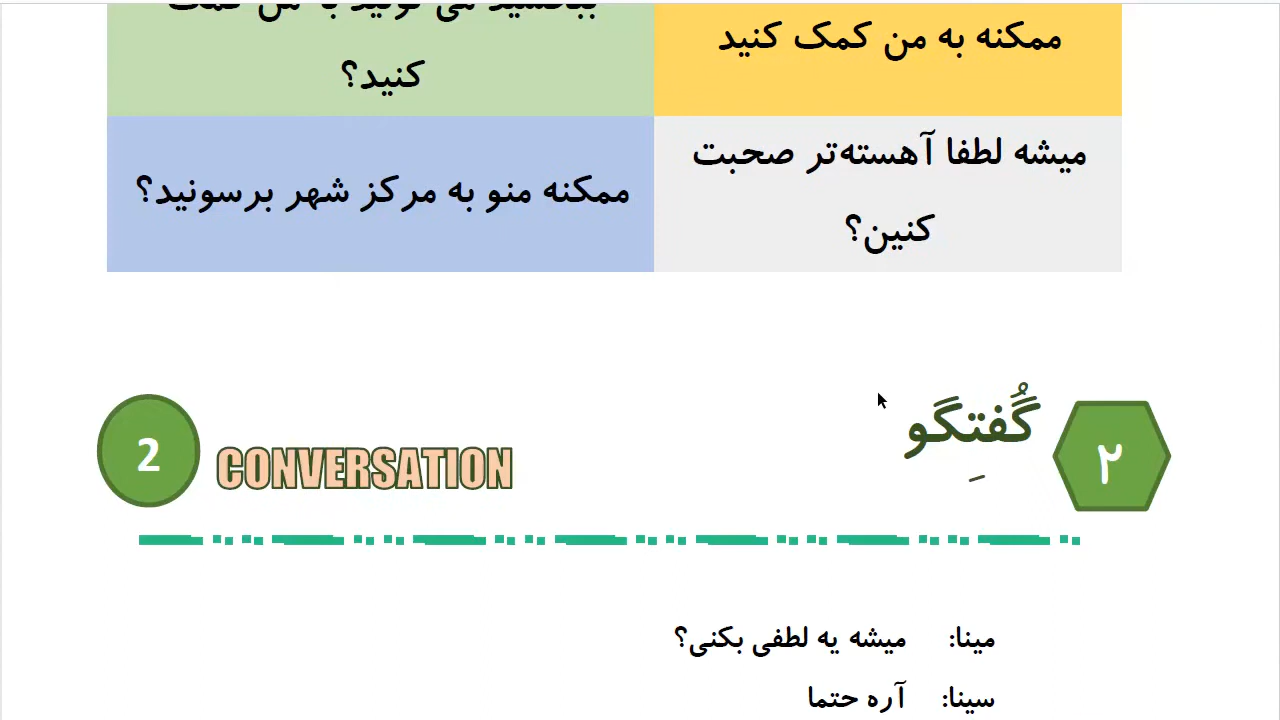 ممکنه به من کمک کنید
کنید؟
میشه لطفا آهسته‌تر صحبت
کنین؟
ممکنه منو به مرکز شهر برسونید؟
۲
گُفتِگو
2
CONVERSATION
مینا: میشه یه لطفی بکنی؟
سینا: آره حتما